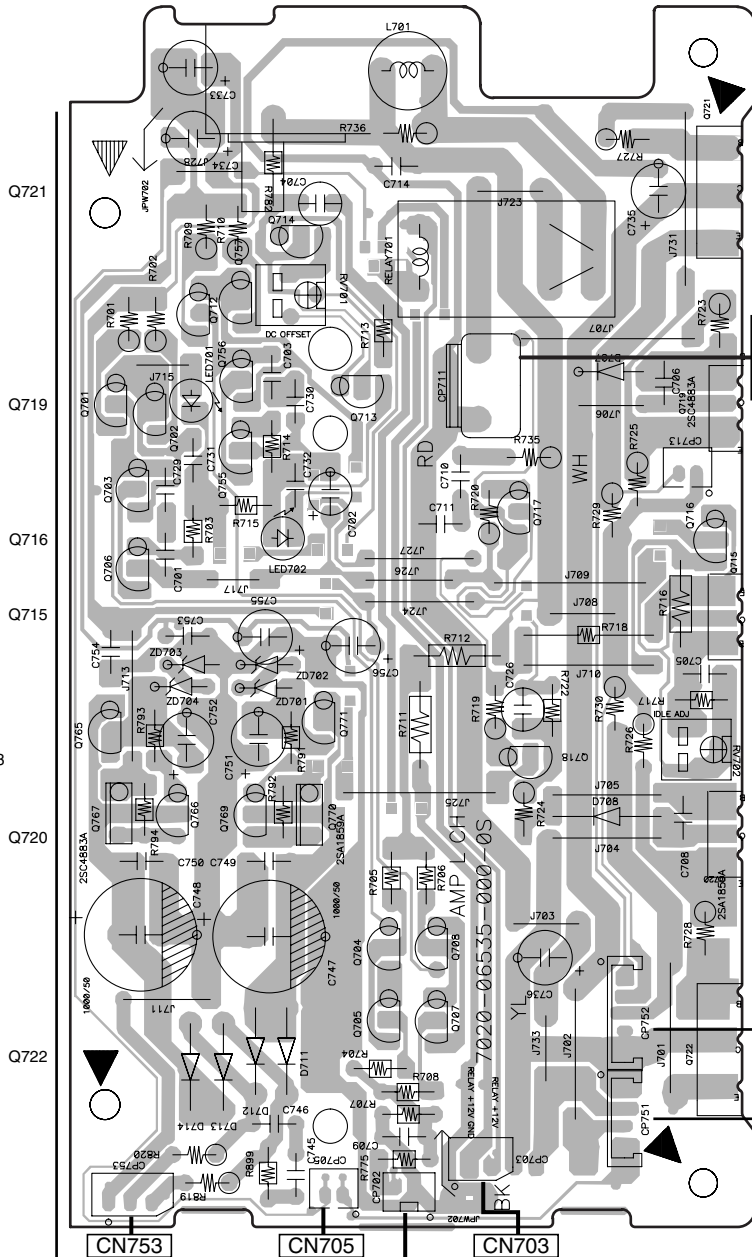 L701
C733
Q721
R736
J728
C734
R727
C704
C714
JPW702
Q721
R782
J723
C735
Q714
R709
R710
Q757
J731
RELAY701
R702
R701
Q712
RV701
R723
R713
J707
DC OFFSET
LED701
Q756
C703
D707
CP711
C706
Q719
2SC4883A
J715
Q701
C730
Q719
Q713
J706
Q702
R725
C731
RD
R735
CP713
Q703
C729
Q755
R714
C732
C710
WH
R720
R715
C702
C711
Q717
R729
Q716
R703
Q716
LED702
J727
Q715
Q706
C701
J717
J726
J709
R716
Q715
C755
J724
J708
C753
R718
C754
ZD703
R712
J713
ZD702
C756
C726
J710
C705
ZD704
C752
ZD701
R722
R717
R793
R711
R719
R730
IDLE ADJ
Q765
Q771
C751
R791
R726
RV702
Q718
R792
J705
Q767
Q766
Q769
Q770
2SA1859A
J725
D708
R794
R724
Q720
J704
C708
2SC4883A
C750
C749
AMP LCH
7020-06535-000-0S
Q720
C748
1000/50
R705
R706
2SA1859A
J703
R728
Q704
Q708
C747
1000/50
C736
J711
YL
Q705
Q707
J733
J702
CP752
J701
Q722
Q722
R704
D711
R708
RELAY +12V GND
RELAY +12V
D714
D713
D712
C746
R707
CP751
R820
C745
C709
CP753
R899
CP705
R775
CP702
CP703
R819
BK
JPW702
CN753
CN705
CN703